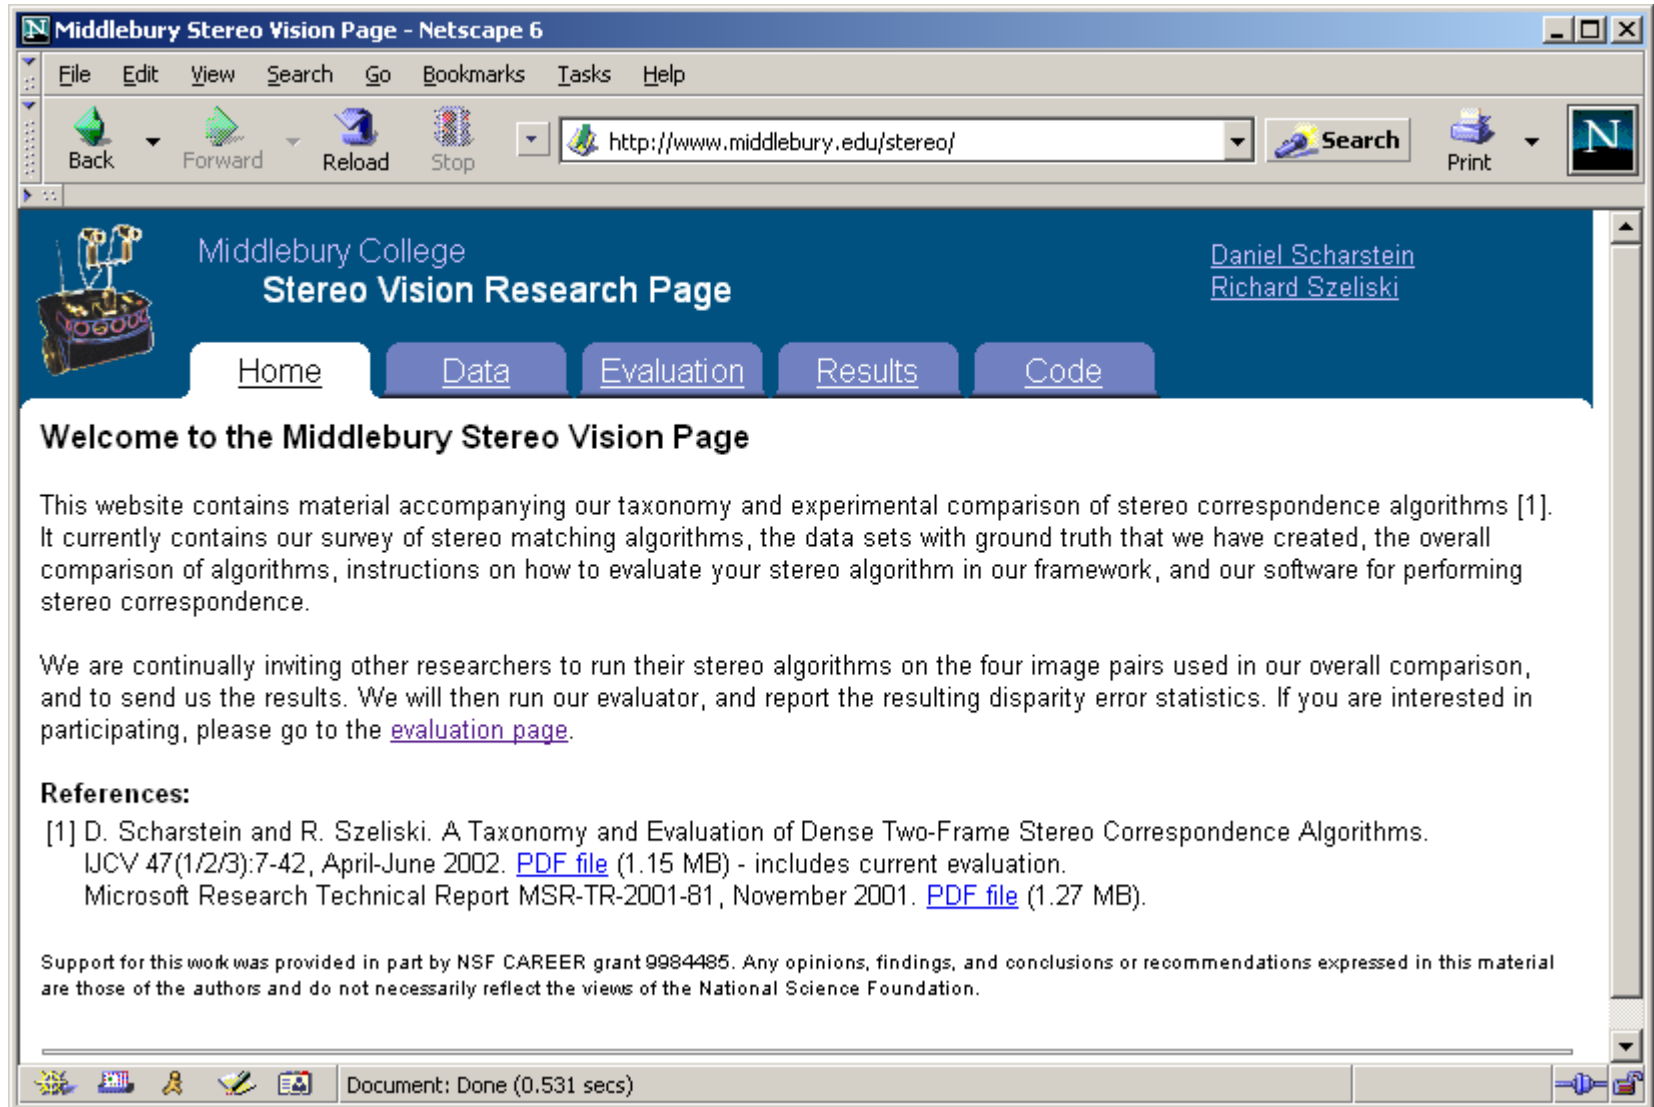 Middlebury Stereo Vision Page - Netscape 6
File Edit View Search Go Bookmarks Tasks Help
Back Forward Reload Stop http://www.middlebury.edu/stereo/ Search Print N
Middlebury College
Stereo Vision Research Page
Daniel Scharstein
Richard Szeliski
Home Data Evaluation Results Code
Welcome to the Middlebury Stereo Vision Page
This website contains material accompanying our taxonomy and experimental comparison of stereo correspondence algorithms [1].
It currently contains our survey of stereo matching algorithms, the data sets with ground truth that we have created, the overall
comparison of algorithms, instructions on how to evaluate your stereo algorithm in our framework, and our software for performing
stereo correspondence.
We are continually inviting other researchers to run their stereo algorithms on the four image pairs used in our overall comparison,
and to send us the results. We will then run our evaluator, and report the resulting disparity error statistics. If you are interested in
participating, please go to the evaluation page.
References:
[1] D. Scharstein and R. Szeliski. A Taxonomy and Evaluation of Dense Two-Frame Stereo Correspondence Algorithms.
IJCV 47(1/2/3):7-42, April-June 2002. PDF file (1.15 MB) - includes current evaluation.
Microsoft Research Technical Report MSR-TR-2001-81, November 2001. PDF file (1.27 MB).
Support for this work was provided in part by NSF CAREER grant 9984485. Any opinions, findings, and conclusions or recommendations expressed in this material
are those of the authors and do not necessarily reflect the views of the National Science Foundation.
Document: Done (0.531 secs)